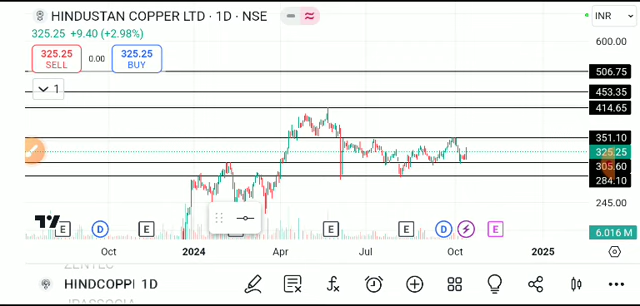 HINDUSTAN COPPER LTD · 1D · NSE
INR
325.25 +9.40 (+2.98%)
325.25 SELL
0.00
325.25 BUY
1
600.00
506.75
453.35
414.65
351.10
325.25
305.60
284.10
245.00
6.016 M
E D E E E D E
Oct 2024 Apr Jul Oct 2025
HINDCOPPI 1D
fx